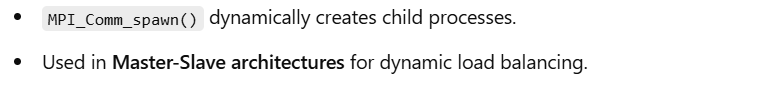 • MPI_Comm_spawn() dynamically creates child processes.
• Used in Master-Slave architectures for dynamic load balancing.